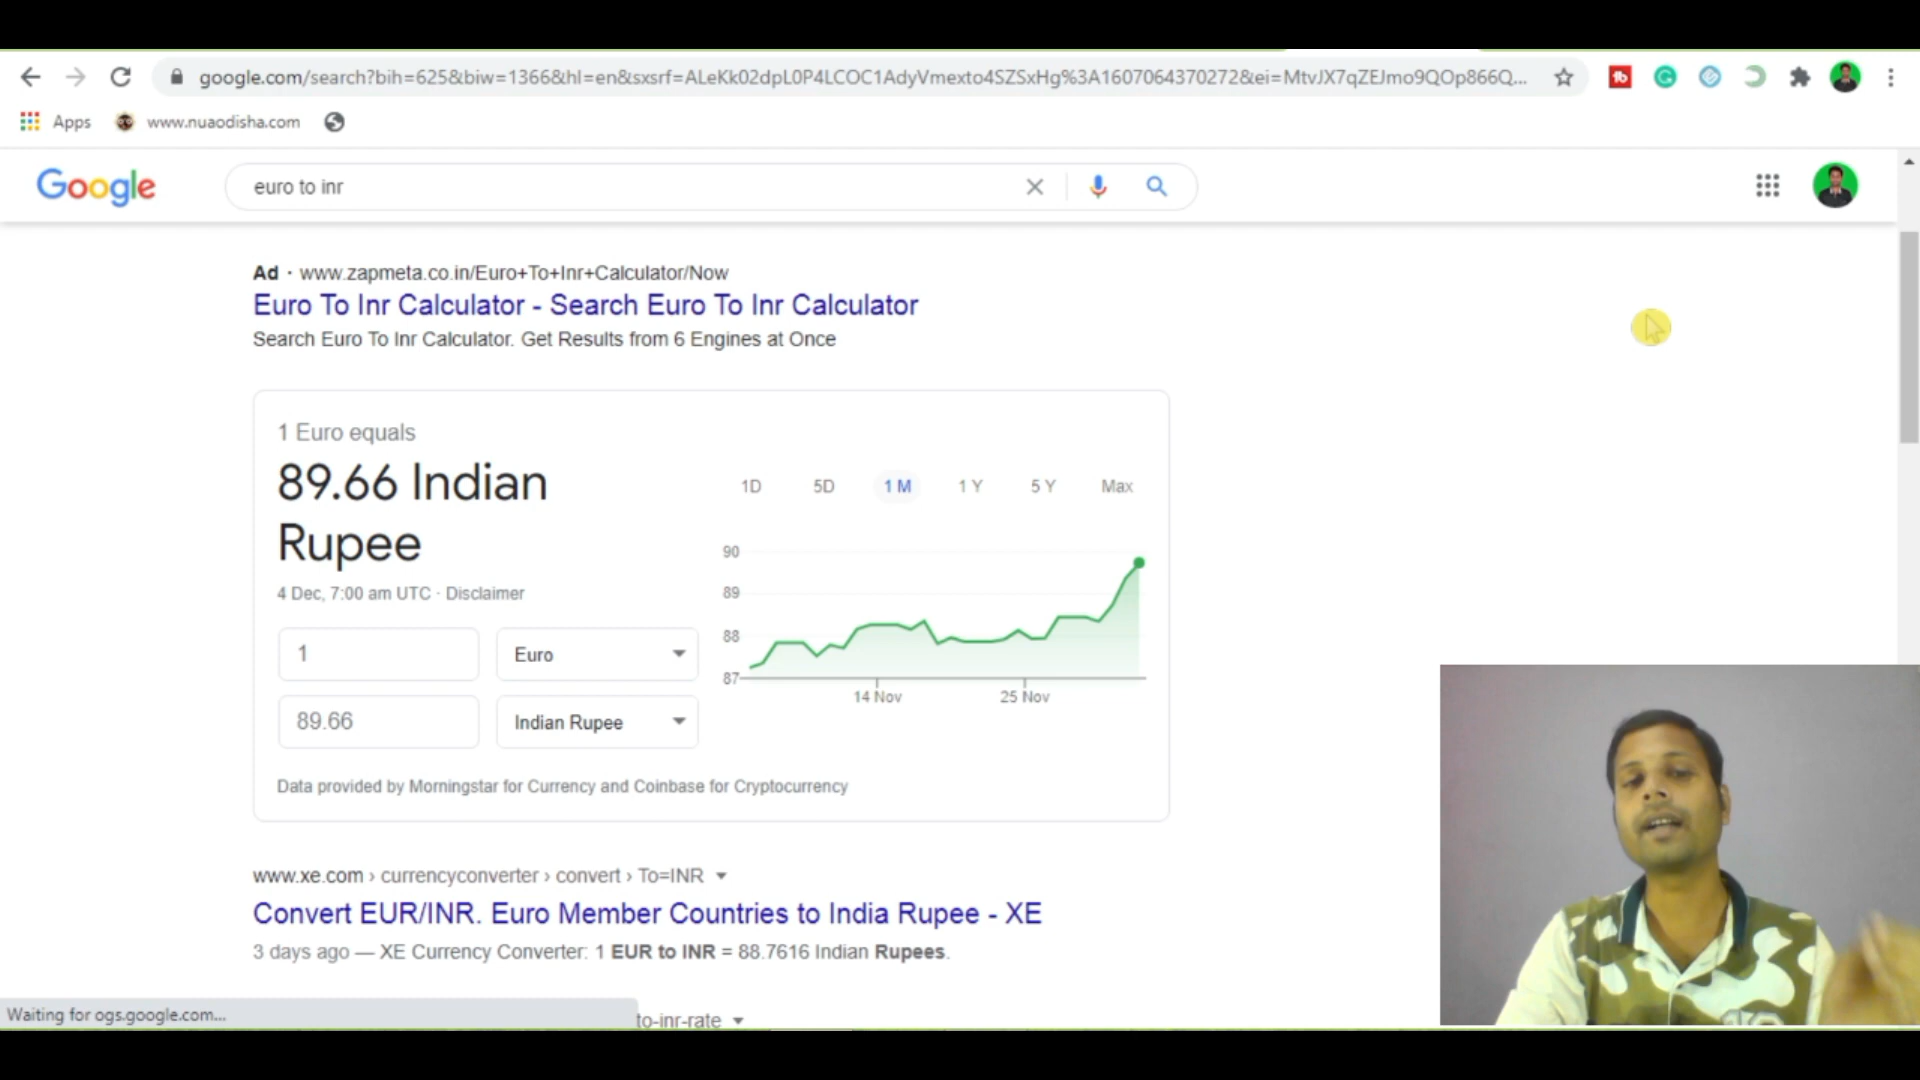 google.com/search?bih=625&biw=1366&hl=en&sxsrf=ALeKk02dpL0P4LCOC1AdyVmexto4SZSxHg%3A1607064370272&ei=MtvJX7qZEJmo9QOp866Q...
Apps www.nuaodisha.com
Google euro to inr
Ad · www.zapmeta.co.in/Euro+To+Inr+Calculator/Now
Euro To Inr Calculator - Search Euro To Inr Calculator
Search Euro To Inr Calculator. Get Results from 6 Engines at Once
1 Euro equals
89.66 Indian
Rupee
4 Dec, 7:00 am UTC · Disclaimer
1 Euro
89.66 Indian Rupee
1D 5D 1M 1Y 5Y Max
90
89
88
87
14 Nov 25 Nov
Data provided by Morningstar for Currency and Coinbase for Cryptocurrency
www.xe.com › currencyconverter › convert › To=INR
Convert EUR/INR. Euro Member Countries to India Rupee - XE
3 days ago — XE Currency Converter: 1 EUR to INR = 88.7616 Indian Rupees.
Waiting for ogs.google.com...
to-inr-rate